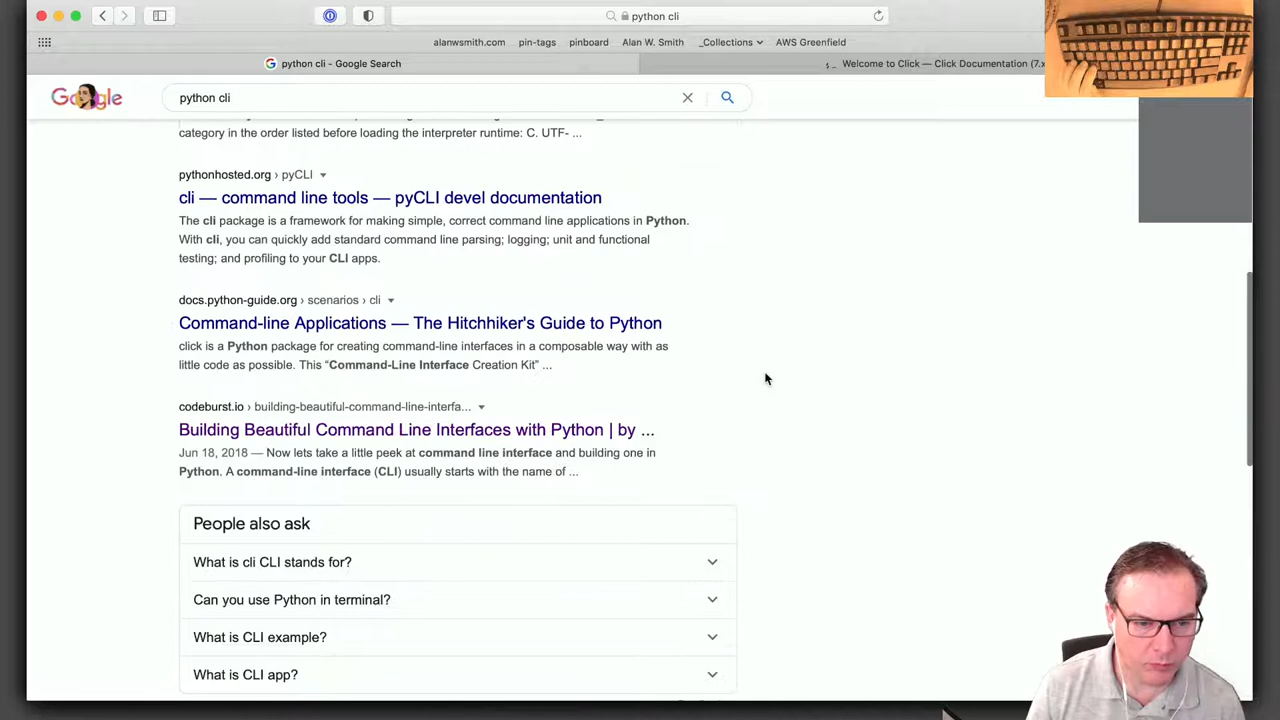 python cli
alanwsmith.com pin-tags pinboard Alan W. Smith _Collections AWS Greenfield
python cli - Google Search
$_ Welcome to Click — Click Documentation (7.x
Google
python cli
category in the order listed before loading the interpreter runtime: C. UTF- ...
pythonhosted.org › pyCLI
cli — command line tools — pyCLI devel documentation
The cli package is a framework for making simple, correct command line applications in Python.
With cli, you can quickly add standard command line parsing; logging; unit and functional
testing; and profiling to your CLI apps.
docs.python-guide.org › scenarios › cli
Command-line Applications — The Hitchhiker's Guide to Python
click is a Python package for creating command-line interfaces in a composable way with as
little code as possible. This “Command-Line Interface Creation Kit” ...
codeburst.io › building-beautiful-command-line-interfa...
Building Beautiful Command Line Interfaces with Python | by ...
Jun 18, 2018 — Now lets take a little peek at command line interface and building one in
Python. A command-line interface (CLI) usually starts with the name of ...
People also ask
What is cli CLI stands for?
Can you use Python in terminal?
What is CLI example?
What is CLI app?